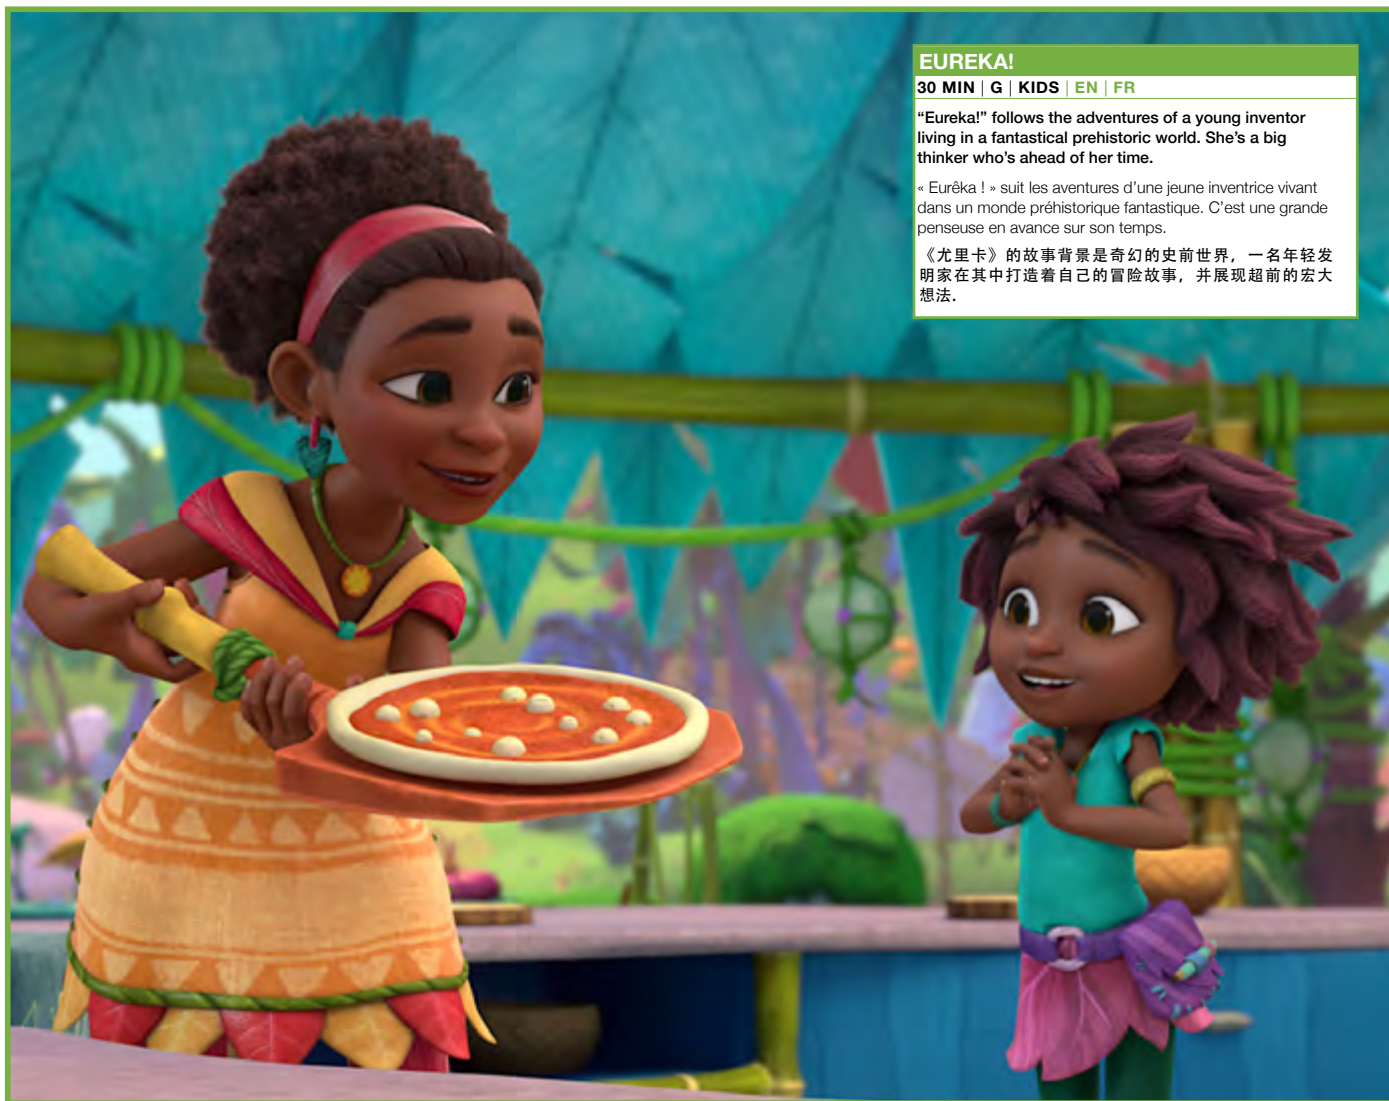 EUREKA!
30 MIN | G | KIDS | EN | FR
“Eureka!” follows the adventures of a young inventor
living in a fantastical prehistoric world. She’s a big
thinker who’s ahead of her time.
« Eurêka ! » suit les aventures d’une jeune inventrice vivant
dans un monde préhistorique fantastique. C’est une grande
penseuse en avance sur son temps.
《尤里卡》的故事背景是奇幻的史前世界，一名年轻发
明家在其中打造着自己的冒险故事，并展现超前的宏大
想法.